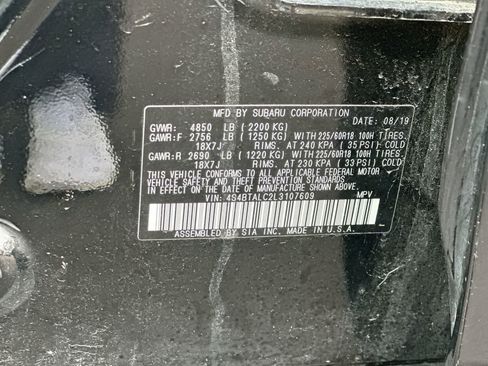 MFD BY SUBARU CORPORATION DATE: 08/19
GVWR: 4850 LB (2200 KG)
GAWR:F 2756 LB (1250 KG) WITH 225/60R18 100H TIRES,
18X7J RIMS. AT 240 KPA (35 PSI) COLD
GAWR:R 2690 LB (1220 KG) WITH 225/60R18 100H TIRES,
18X7J RIMS. AT 230 KPA (33 PSI) COLD
THIS VEHICLE CONFORMS TO ALL APPLICABLE FEDERAL MOTOR
VEHICLE SAFETY AND THEFT PREVENTION STANDARDS
IN EFFECT ON THE DATE OF MANUFACTURE SHOWN ABOVE.
VIN: 4S4BTALC2L3107609 MPV
ASSEMBLED BY SIA INC. MADE IN U.S.A.